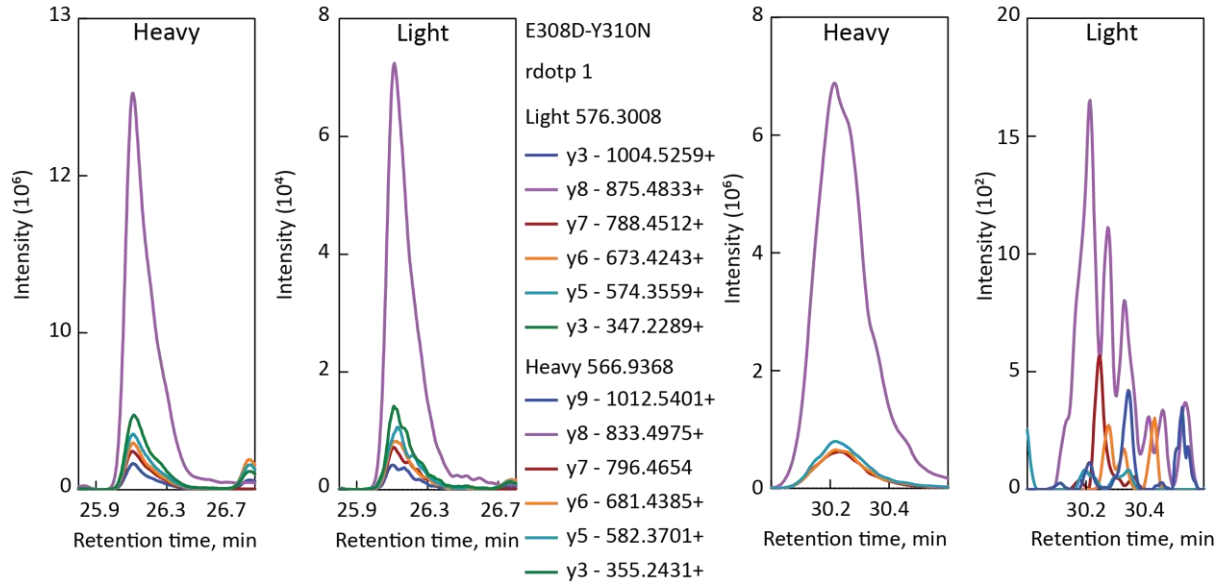 Heavy
Intensity (10⁶)
13
12
10
0
25.9 26.3 26.7
Retention time, min
Light
Intensity (10⁴)
8
6
4
2
0
25.9 26.3 26.7
Retention time, min
E308D-Y310N
rdotp 1
Light 576.3008
y3 - 1004.5259+
y8 - 875.4833+
y7 - 788.4512+
y6 - 673.4243+
y5 - 574.3559+
y3 - 347.2289+
Heavy 566.9368
y9 - 1012.5401+
y8 - 833.4975+
y7 - 796.4654
y6 - 681.4385+
y5 - 582.3701+
y3 - 355.2431+
Heavy
Intensity (10⁶)
8
6
4
2
0
30.2 30.4
Retention time, min
Light
Intensity (10²)
20
15
10
5
0
30.2 30.4
Retention time, min